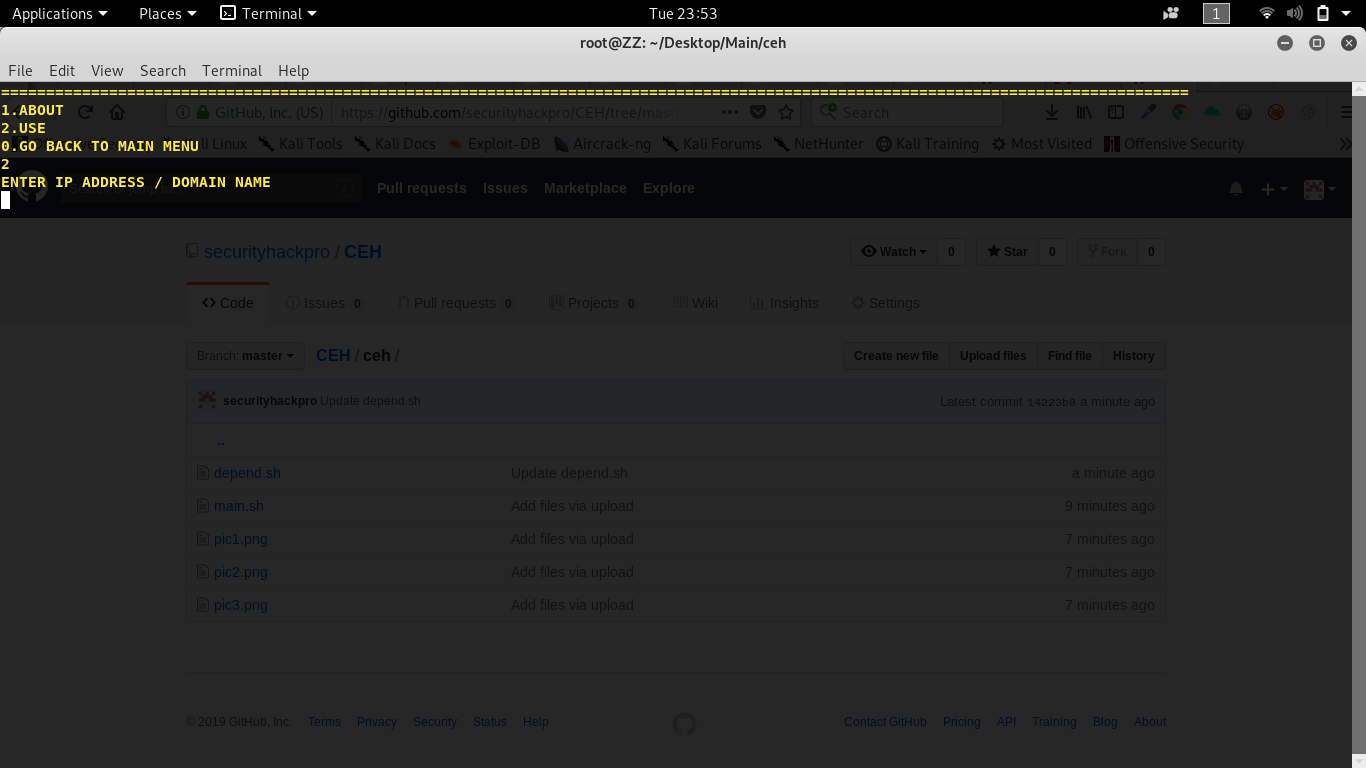 Applications Places Terminal Tue 23:53 1
root@ZZ: ~/Desktop/Main/ceh
File Edit View Search Terminal Help
====================================================================================================================================
1.ABOUT
GitHub, Inc. (US) https://github.com/securityhackpro/CEH/tree/mast Search
2.USE
0.GO BACK TO MAIN MENU
Kali Linux Kali Tools Kali Docs Exploit-DB Aircrack-ng Kali Forums NetHunter Kali Training Most Visited Offensive Security
2
ENTER IP ADDRESS / DOMAIN NAME
Pull requests Issues Marketplace Explore
securityhackpro / CEH Watch 0 Star 0 Fork 0
Code Issues 0 Pull requests 0 Projects 0 Wiki Insights Settings
Branch: master CEH / ceh / Create new file Upload files Find file History
securityhackpro Update depend.sh Latest commit 14223b8 a minute ago
..
depend.sh Update depend.sh a minute ago
main.sh Add files via upload 9 minutes ago
pic1.png Add files via upload 7 minutes ago
pic2.png Add files via upload 7 minutes ago
pic3.png Add files via upload 7 minutes ago
© 2019 GitHub, Inc. Terms Privacy Security Status Help Contact GitHub Pricing API Training Blog About